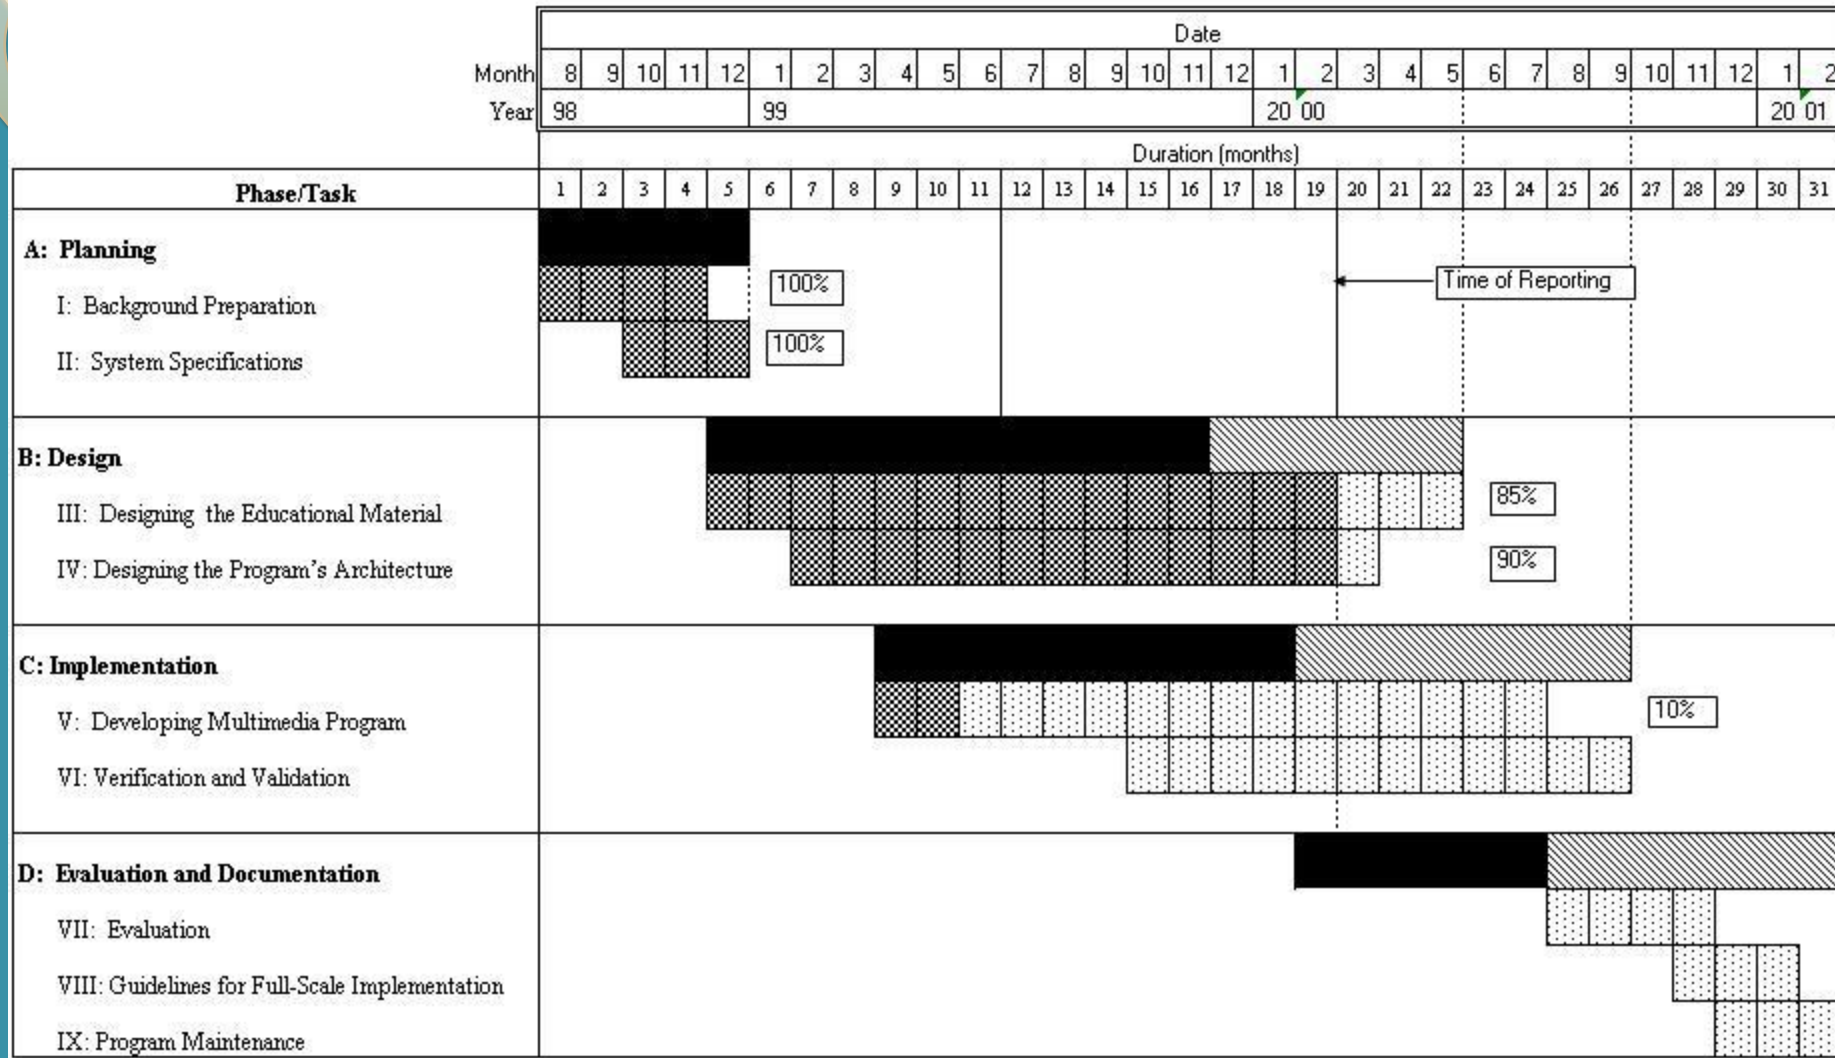 Date
Month 8 9 10 11 12 1 2 3 4 5 6 7 8 9 10 11 12 1 2 3 4 5 6 7 8 9 10 11 12 1 2
Year 98 99 20 00 20 01
Duration (months)
Phase/Task 1 2 3 4 5 6 7 8 9 10 11 12 13 14 15 16 17 18 19 20 21 22 23 24 25 26 27 28 29 30 31
A: Planning
Time of Reporting
I: Background Preparation 100%
II: System Specifications 100%
B: Design
III: Designing the Educational Material 85%
IV: Designing the Program's Architecture 90%
C: Implementation
V: Developing Multimedia Program 10%
VI: Verification and Validation
D: Evaluation and Documentation
VII: Evaluation
VIII: Guidelines for Full-Scale Implementation
IX: Program Maintenance